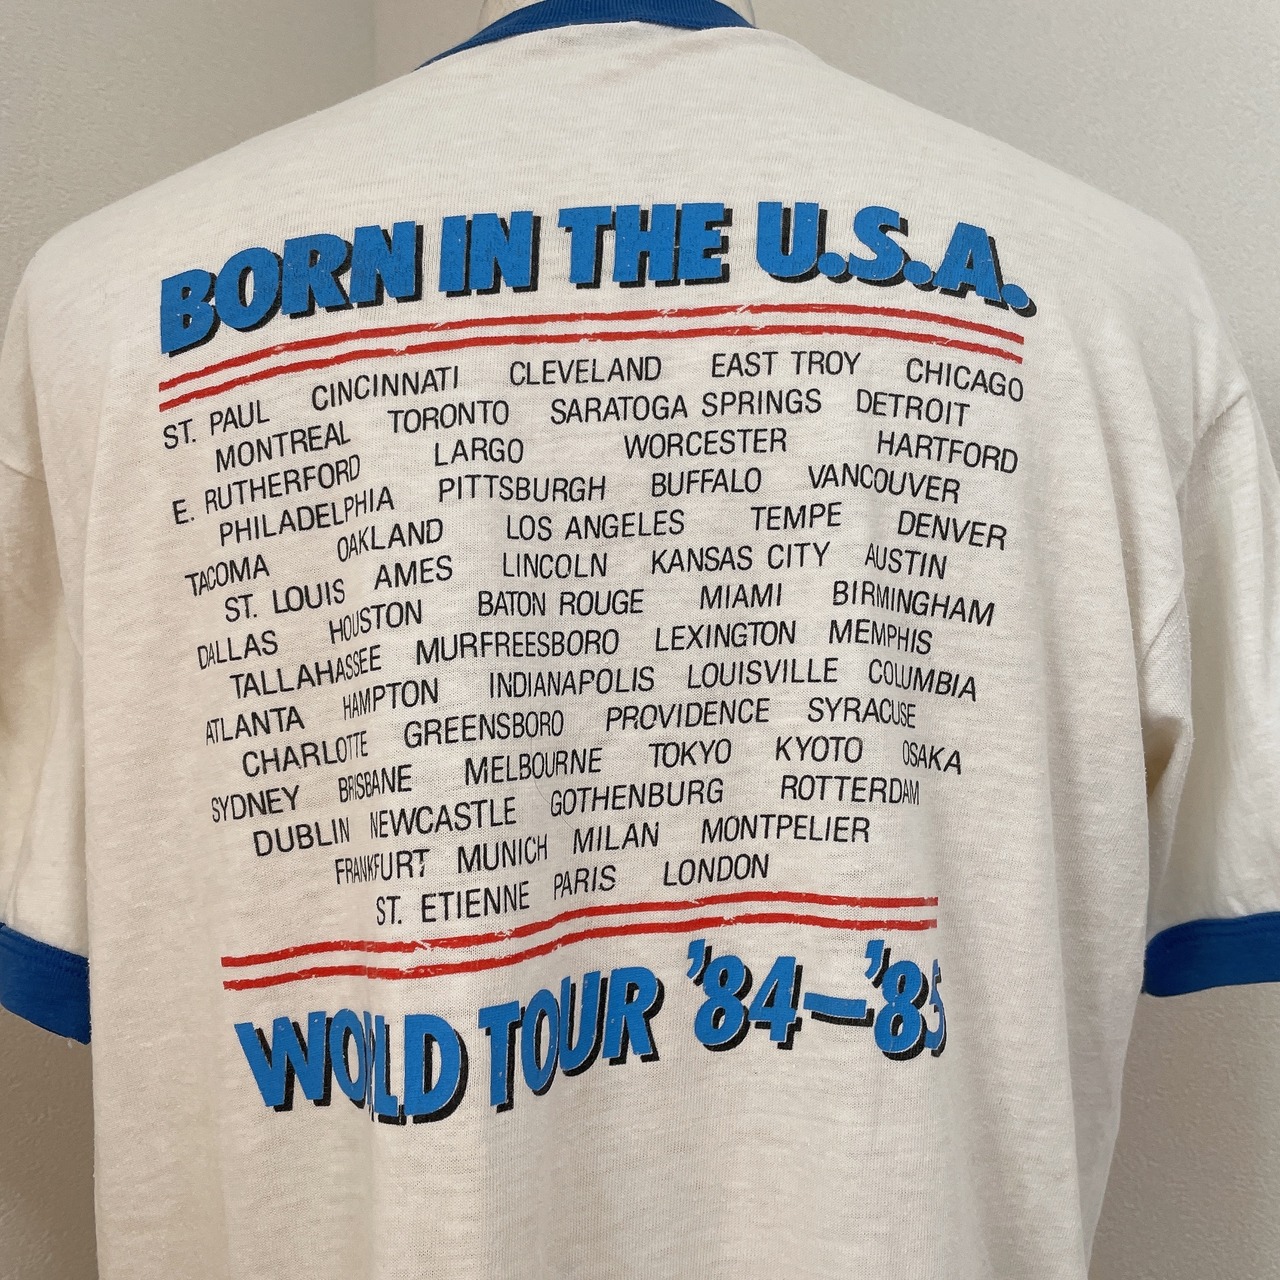 BORN IN THE U.S.A.
ST. PAUL CINCINNATI CLEVELAND EAST TROY CHICAGO
MONTREAL TORONTO SARATOGA SPRINGS DETROIT
E. RUTHERFORD LARGO WORCESTER HARTFORD
PHILADELPHIA PITTSBURGH BUFFALO VANCOUVER
TACOMA OAKLAND LOS ANGELES TEMPE DENVER
ST. LOUIS AMES LINCOLN KANSAS CITY AUSTIN
DALLAS HOUSTON BATON ROUGE MIAMI BIRMINGHAM
TALLAHASSEE MURFREESBORO LEXINGTON MEMPHIS
ATLANTA HAMPTON INDIANAPOLIS LOUISVILLE COLUMBIA
CHARLOTTE GREENSBORO PROVIDENCE SYRACUSE
SYDNEY BRISBANE MELBOURNE TOKYO KYOTO OSAKA
DUBLIN NEWCASTLE GOTHENBURG ROTTERDAM
FRANKFURT MUNICH MILAN MONTPELIER
ST. ETIENNE PARIS LONDON
WORLD TOUR '84–'85